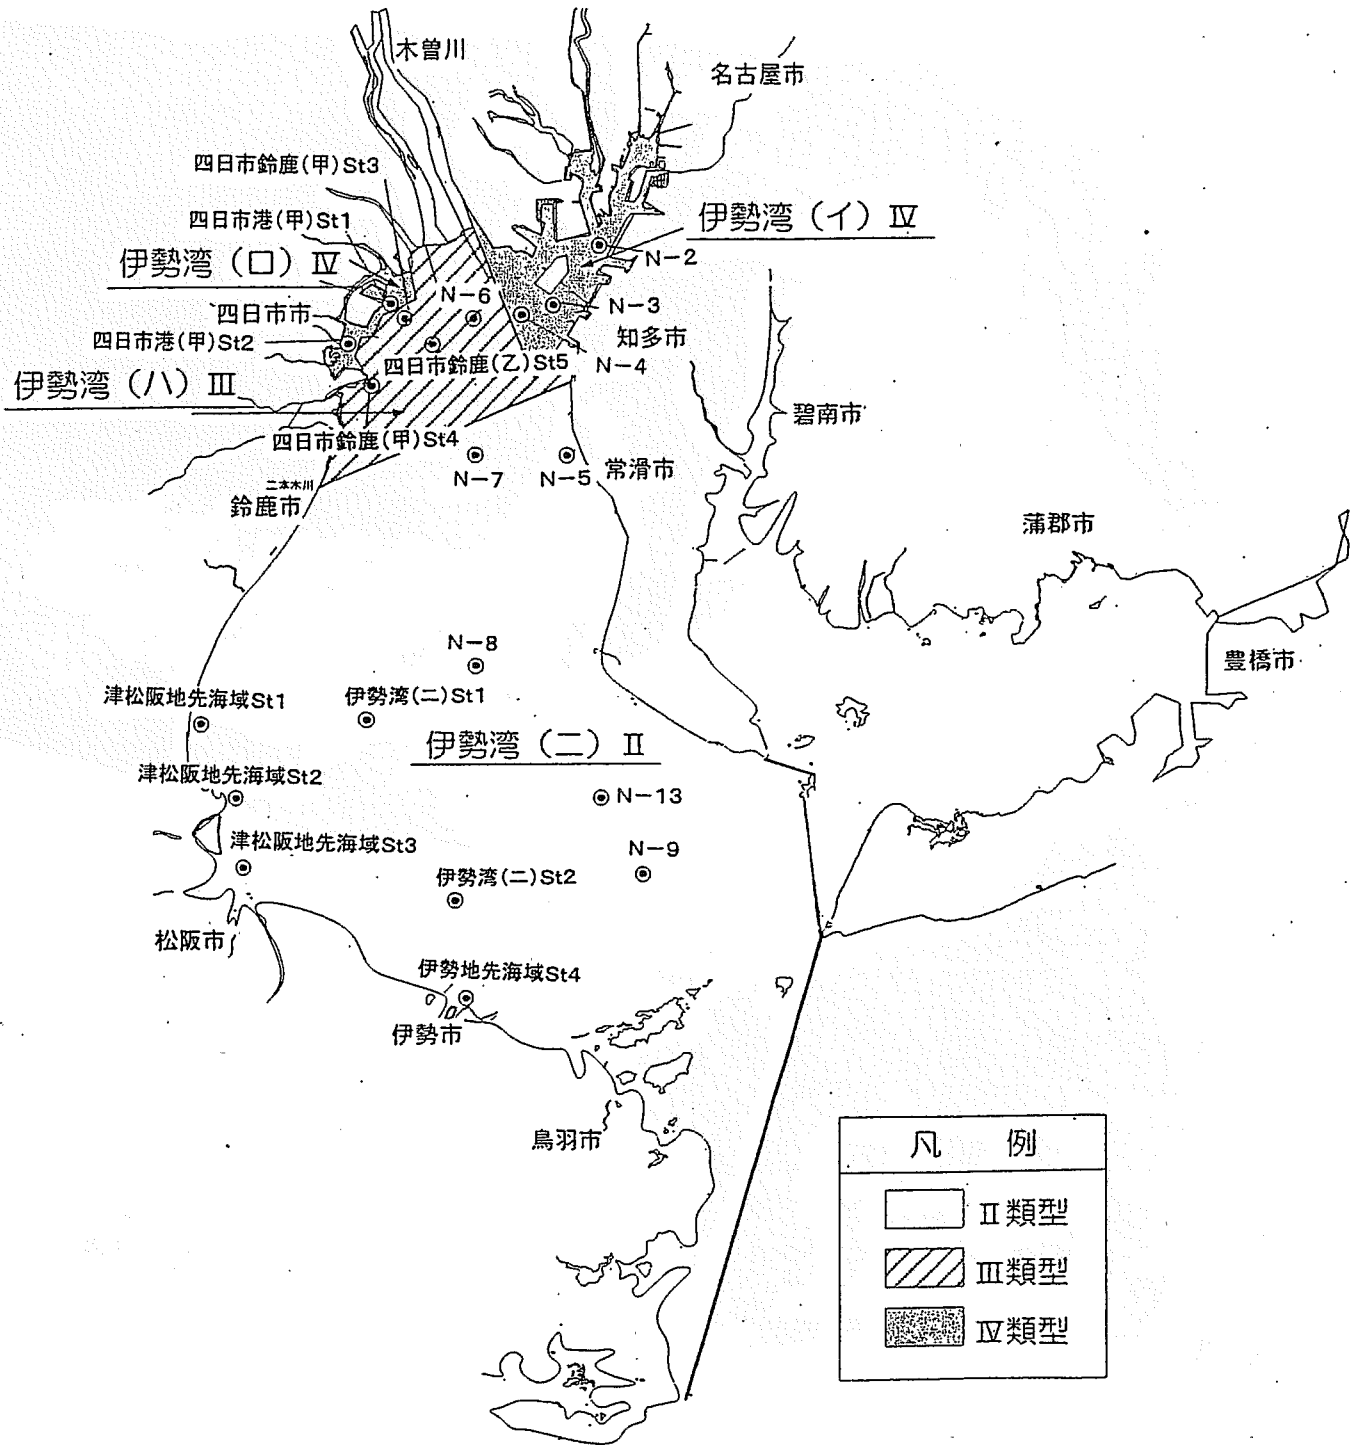 木曽川
名古屋市
四日市鈴鹿(甲)St3
四日市港(甲)St1
伊勢湾(イ)Ⅳ
伊勢湾(ロ)Ⅳ
N-2
N-6
N-3
四日市市
知多市
四日市港(甲)St2
四日市鈴鹿(乙)St5
N-4
伊勢湾(ハ)Ⅲ
碧南市
四日市鈴鹿(甲)St4
N-7
N-5
常滑市
二本木川
鈴鹿市
蒲郡市
N-8
豊橋市
津松阪地先海域St1
伊勢湾(二)St1
伊勢湾(二)Ⅱ
津松阪地先海域St2
N-13
津松阪地先海域St3
N-9
伊勢湾(二)St2
松阪市
伊勢地先海域St4
伊勢市
鳥羽市
凡 例
Ⅱ類型
Ⅲ類型
Ⅳ類型